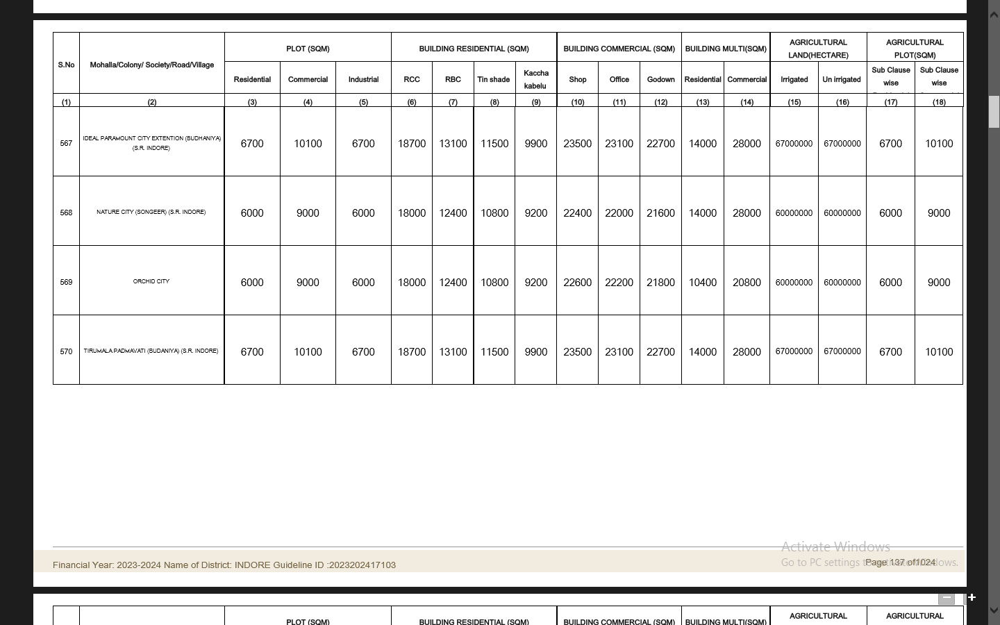 S.No Mohalla/Colony/ Society/Road/Village PLOT (SQM) BUILDING RESIDENTIAL (SQM) BUILDING COMMERCIAL (SQM) BUILDING MULTI(SQM) AGRICULTURAL LAND(HECTARE) AGRICULTURAL PLOT(SQM)
Residential Commercial Industrial RCC RBC Tin shade Kaccha kabelu Shop Office Godown Residential Commercial Irrigated Un irrigated Sub Clause wise Sub Clause wise
(1) (2) (3) (4) (5) (6) (7) (8) (9) (10) (11) (12) (13) (14) (15) (16) (17) (18)
567 IDEAL PARAMOUNT CITY EXTENTION (BUDHANIYA) (S.R. INDORE) 6700 10100 6700 18700 13100 11500 9900 23500 23100 22700 14000 28000 67000000 67000000 6700 10100
568 NATURE CITY (SONGEER) (S.R. INDORE) 6000 9000 6000 18000 12400 10800 9200 22400 22000 21600 14000 28000 60000000 60000000 6000 9000
569 ORCHID CITY 6000 9000 6000 18000 12400 10800 9200 22600 22200 21800 10400 20800 60000000 60000000 6000 9000
570 TIRUMALA PADMAVATI (BUDANIYA) (S.R. INDORE) 6700 10100 6700 18700 13100 11500 9900 23500 23100 22700 14000 28000 67000000 67000000 6700 10100
Activate Windows
Go to PC settings to activate Windows.
Financial Year: 2023-2024 Name of District: INDORE Guideline ID :2023202417103 Page 137 of1024
PLOT (SQM) BUILDING RESIDENTIAL (SQM) BUILDING COMMERCIAL (SQM) BUILDING MULTI(SQM) AGRICULTURAL AGRICULTURAL